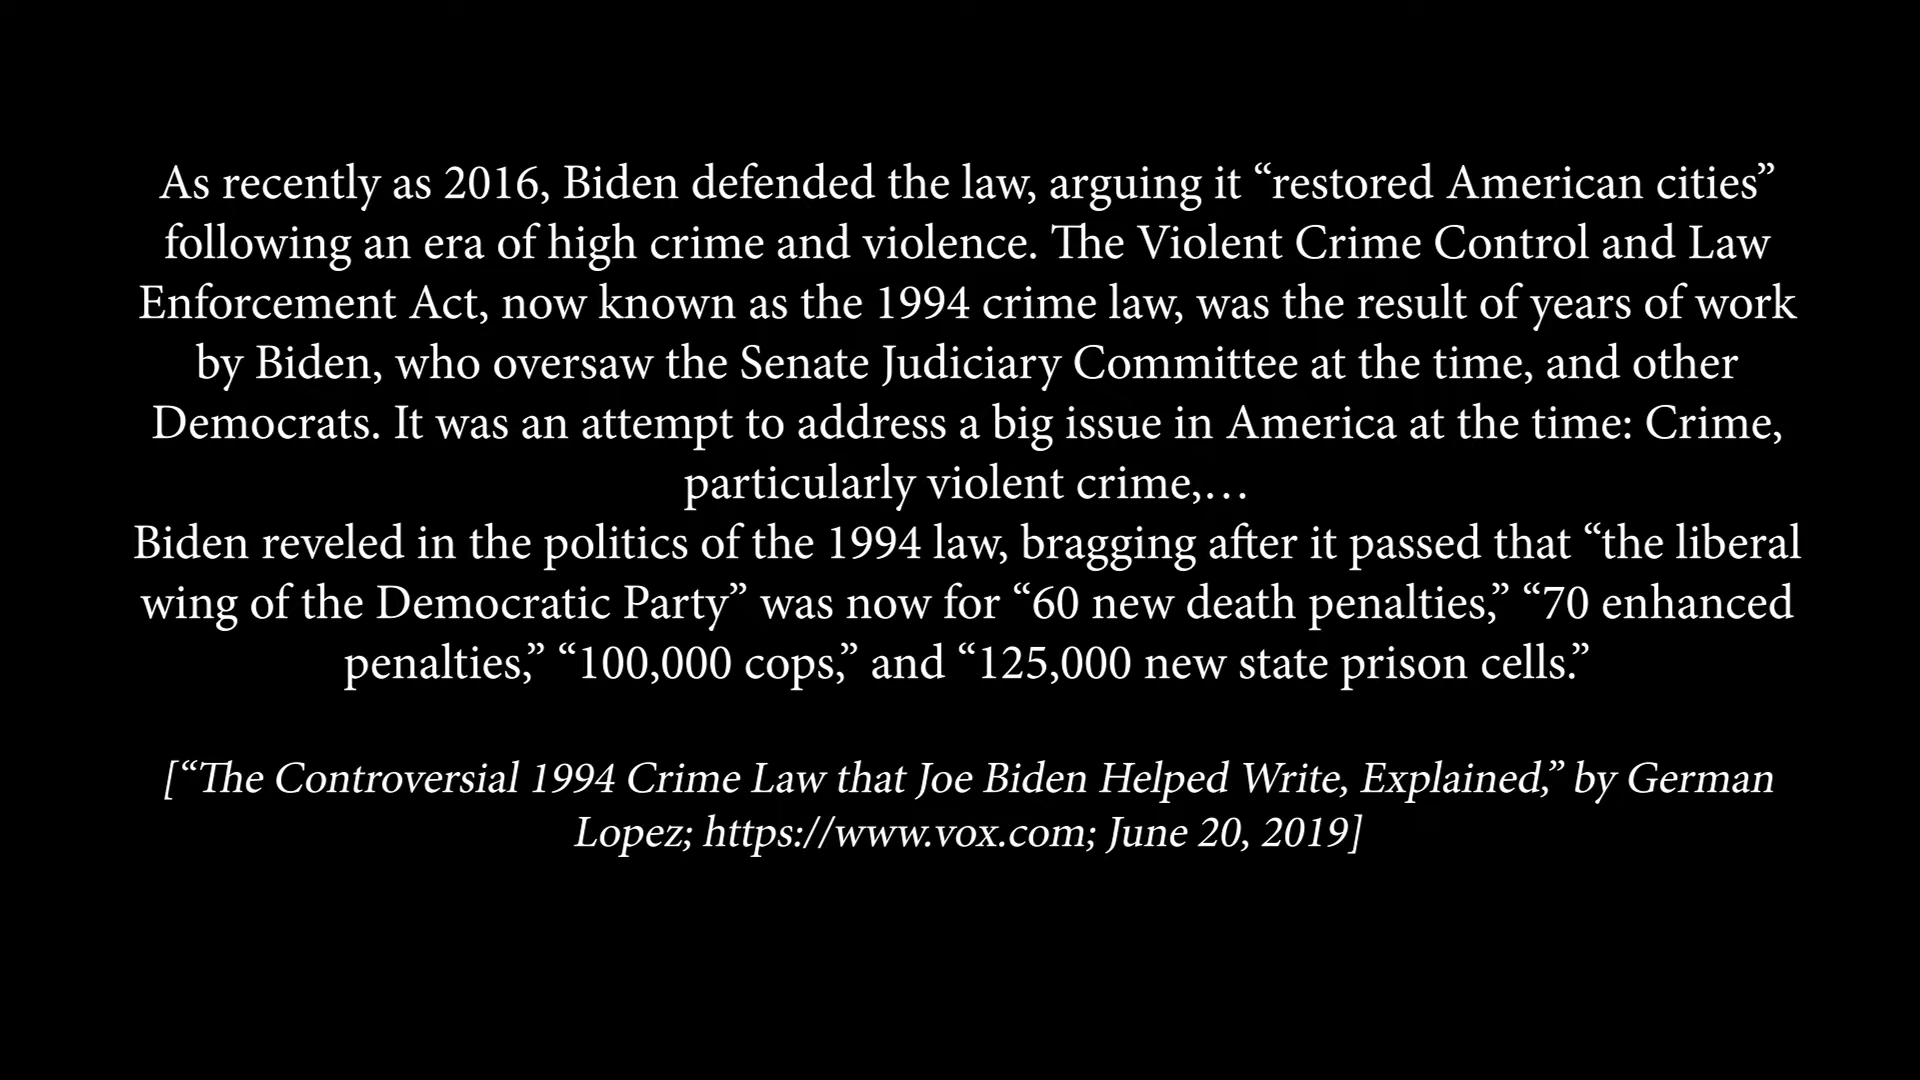 As recently as 2016, Biden defended the law, arguing it “restored American cities”
following an era of high crime and violence. The Violent Crime Control and Law
Enforcement Act, now known as the 1994 crime law, was the result of years of work
by Biden, who oversaw the Senate Judiciary Committee at the time, and other
Democrats. It was an attempt to address a big issue in America at the time: Crime,
particularly violent crime,…
Biden reveled in the politics of the 1994 law, bragging after it passed that “the liberal
wing of the Democratic Party” was now for “60 new death penalties,” “70 enhanced
penalties,” “100,000 cops,” and “125,000 new state prison cells.”
[“The Controversial 1994 Crime Law that Joe Biden Helped Write, Explained,” by German
Lopez; https://www.vox.com; June 20, 2019]